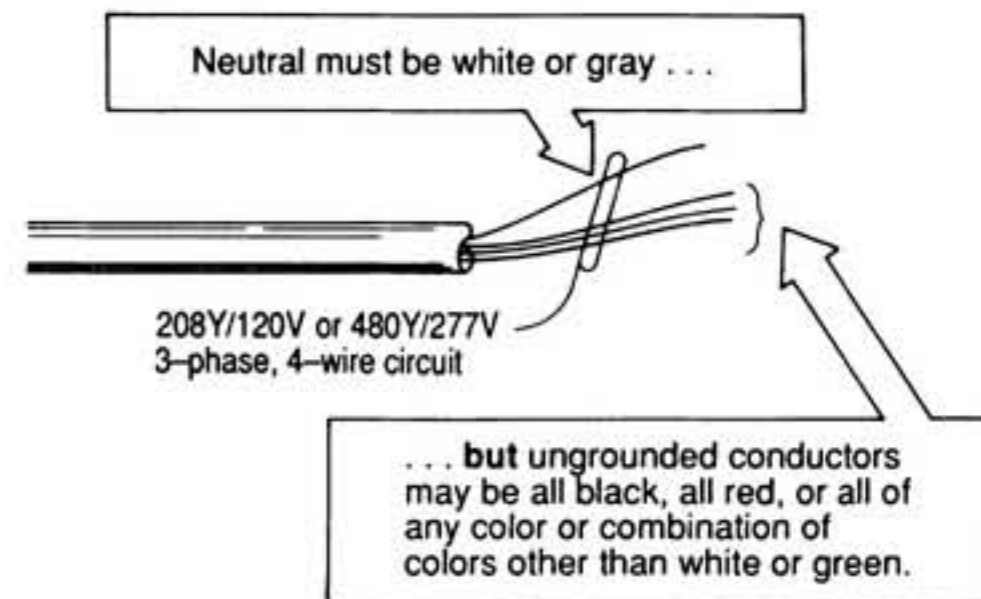 Neutral must be white or gray . . .
208Y/120V or 480Y/277V
3–phase, 4–wire circuit
. . . but ungrounded conductors
may be all black, all red, or all of
any color or combination of
colors other than white or green.